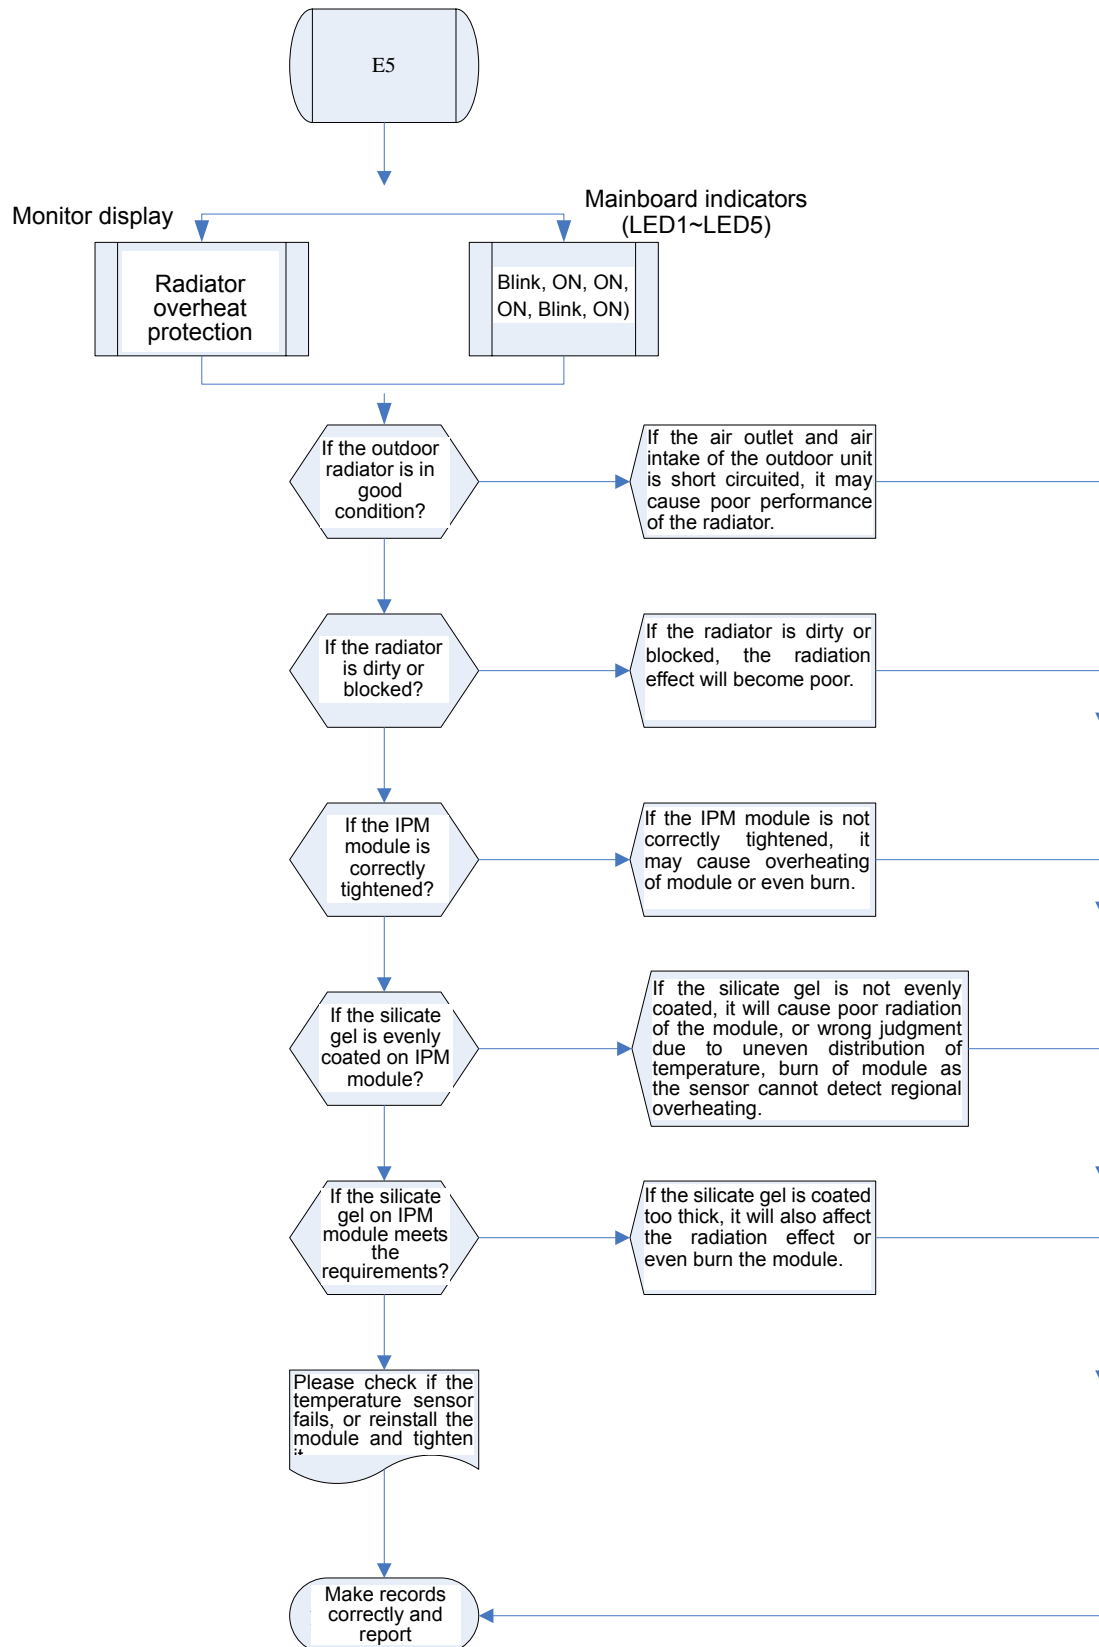 E5
Monitor display
Mainboard indicators
(LED1~LED5)
Radiator
overheat
protection
Blink, ON, ON,
ON, Blink, ON)
If the outdoor
radiator is in
good
condition?
If the air outlet and air
intake of the outdoor unit
is short circuited, it may
cause poor performance
of the radiator.
If the radiator
is dirty or
blocked?
If the radiator is dirty or
blocked, the radiation
effect will become poor.
If the IPM
module is
correctly
tightened?
If the IPM module is not
correctly tightened, it
may cause overheating
of module or even burn.
If the silicate
gel is evenly
coated on IPM
module?
If the silicate gel is not evenly
coated, it will cause poor radiation
of the module, or wrong judgment
due to uneven distribution of
temperature, burn of module as
the sensor cannot detect regional
overheating.
If the silicate
gel on IPM
module meets
the
requirements?
If the silicate gel is coated
too thick, it will also affect
the radiation effect or
even burn the module.
Please check if the
temperature sensor
fails, or reinstall the
module and tighten
Make records
correctly and
report